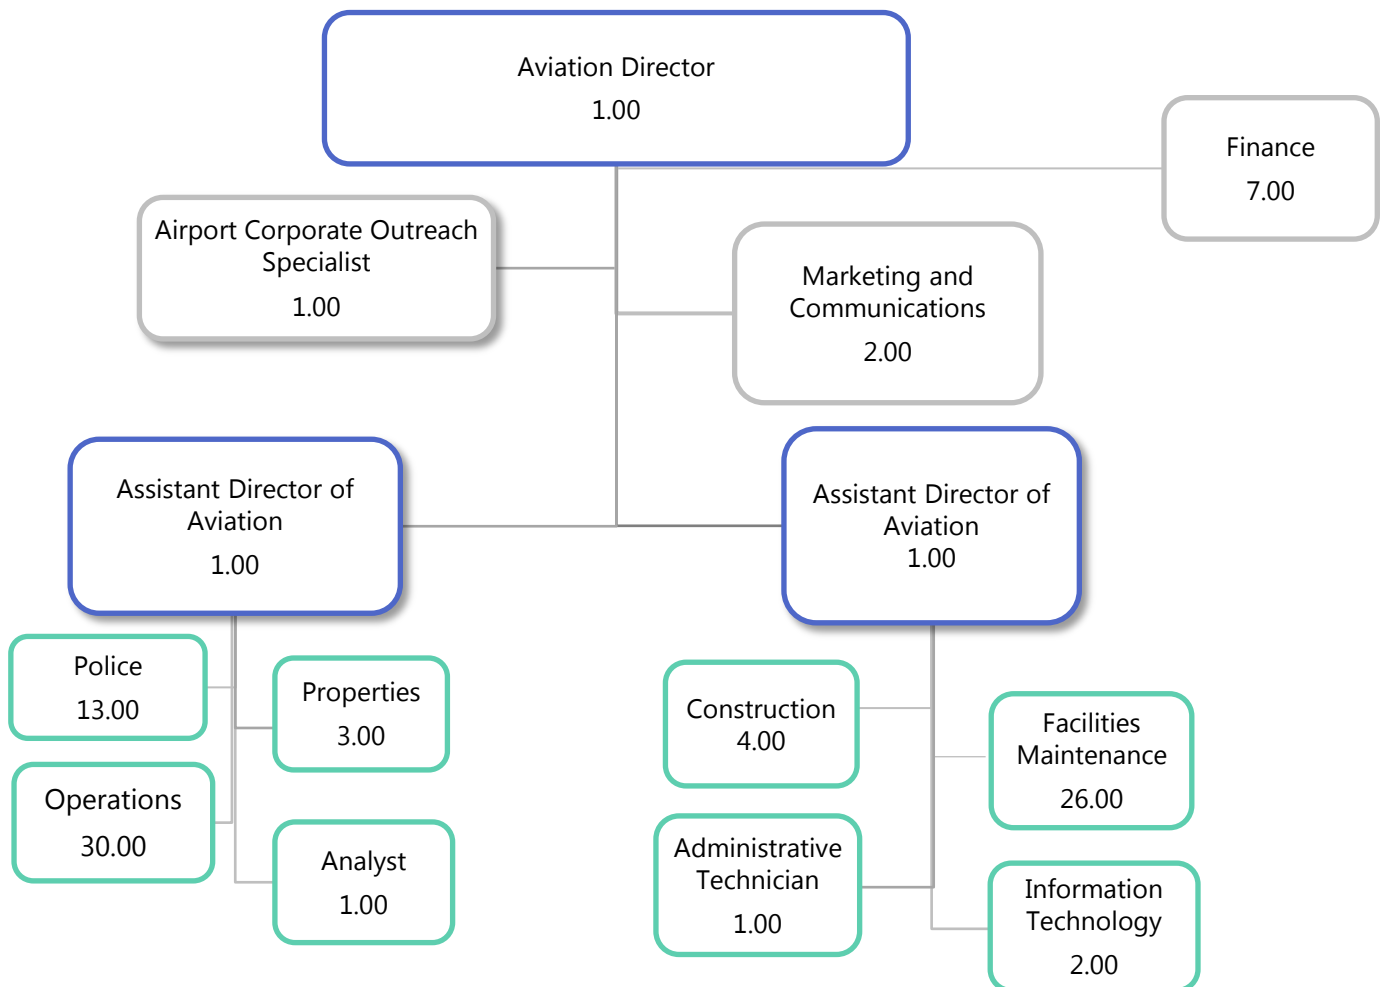 Aviation Director
1.00
Finance
7.00
Airport Corporate Outreach
Specialist
1.00
Marketing and
Communications
2.00
Assistant Director of
Aviation
1.00
Assistant Director of
Aviation
1.00
Police
13.00
Properties
3.00
Operations
30.00
Analyst
1.00
Construction
4.00
Facilities
Maintenance
26.00
Administrative
Technician
1.00
Information
Technology
2.00